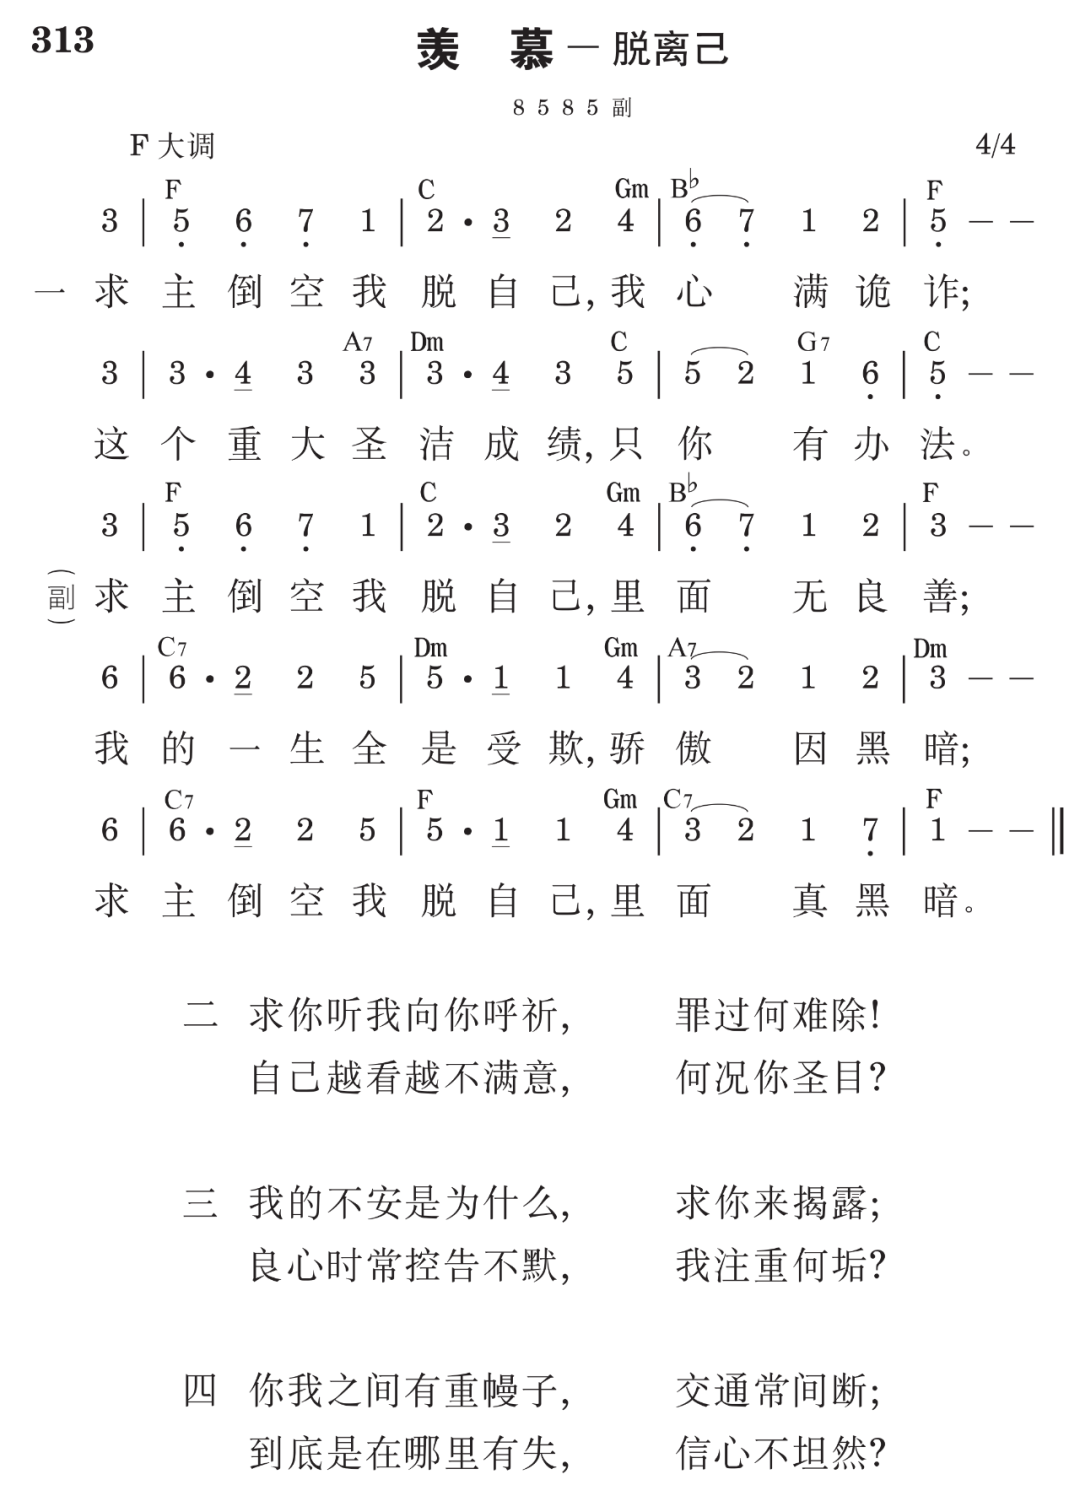 313
羡 慕 — 脱离己
8 5 8 5 副
F 大调 4/4
F C Gm B♭ F
3 | 5̣ 6̣ 7̣ 1 | 2 · 3̲ 2 4 | 6̣ 7̣ 1 2 | 5̣ — —
一 求 主 倒 空 我 脱 自 己, 我 心 满 诡 诈;
A7 Dm C G7 C
3 | 3 · 4̲ 3 3 | 3 · 4̲ 3 5 | 5 2 1 6̣ | 5̣ — —
这 个 重 大 圣 洁 成 绩, 只 你 有 办 法。
F C Gm B♭ F
3 | 5̣ 6̣ 7̣ 1 | 2 · 3̲ 2 4 | 6̣ 7̣ 1 2 | 3 — —
(副) 求 主 倒 空 我 脱 自 己, 里 面 无 良 善;
C7 Dm Gm A7 Dm
6 | 6 · 2̲ 2 5 | 5 · 1̲ 1 4 | 3 2 1 2 | 3 — —
我 的 一 生 全 是 受 欺, 骄 傲 因 黑 暗;
C7 F Gm C7 F
6 | 6 · 2̲ 2 5 | 5 · 1̲ 1 4 | 3 2 1 7̣ | 1 — — ‖
求 主 倒 空 我 脱 自 己, 里 面 真 黑 暗。
二 求你听我向你呼祈, 罪过何难除!
自己越看越不满意, 何况你圣目?
三 我的不安是为什么, 求你来揭露;
良心时常控告不默, 我注重何垢?
四 你我之间有重幔子, 交通常间断;
到底是在哪里有失, 信心不坦然?